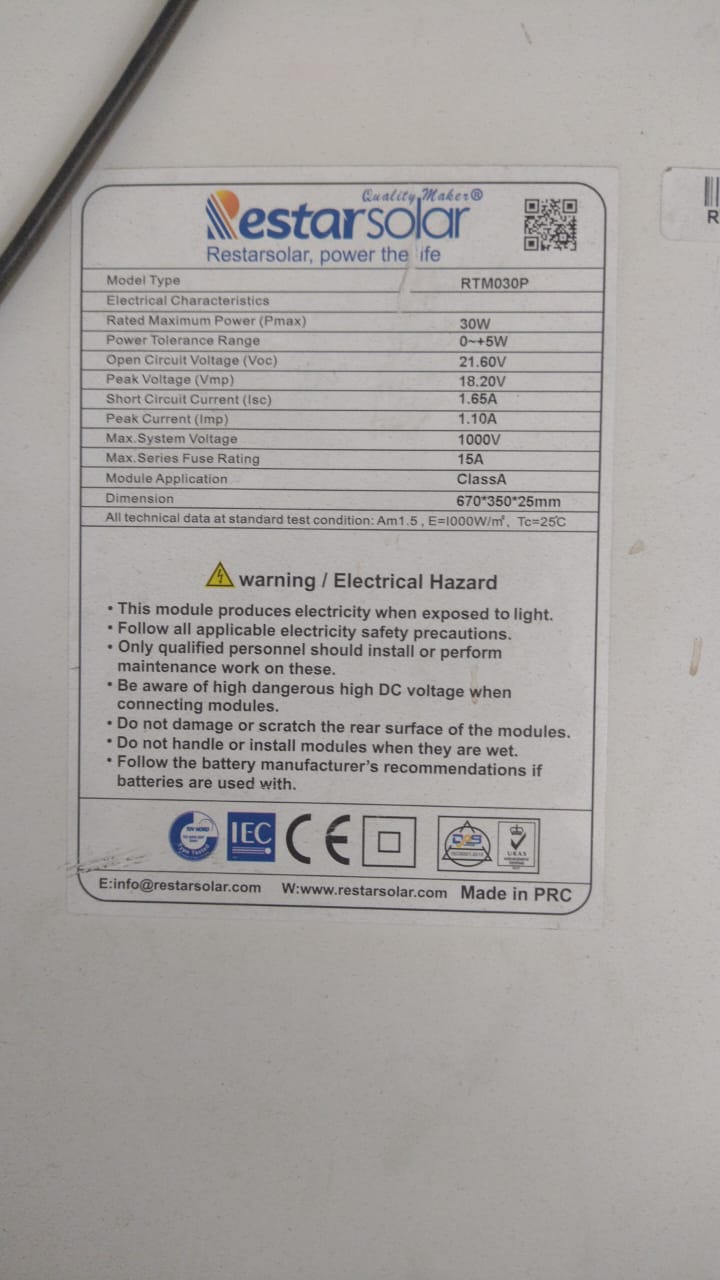 Quality Maker®
Restarsolar
Restarsolar, power the life
Model Type RTM030P
Electrical Characteristics
Rated Maximum Power (Pmax) 30W
Power Tolerance Range 0~+5W
Open Circuit Voltage (Voc) 21.60V
Peak Voltage (Vmp) 18.20V
Short Circuit Current (Isc) 1.65A
Peak Current (Imp) 1.10A
Max.System Voltage 1000V
Max.Series Fuse Rating 15A
Module Application ClassA
Dimension 670*350*25mm
All technical data at standard test condition: Am1.5 , E=I000W/㎡, Tc=25℃
warning / Electrical Hazard
• This module produces electricity when exposed to light.
• Follow all applicable electricity safety precautions.
• Only qualified personnel should install or perform
maintenance work on these.
• Be aware of high dangerous high DC voltage when
connecting modules.
• Do not damage or scratch the rear surface of the modules.
• Do not handle or install modules when they are wet.
• Follow the battery manufacturer's recommendations if
batteries are used with.
TUV NORD
Type Tested
IEC
CE
UKAS
E:info@restarsolar.com W:www.restarsolar.com Made in PRC
R